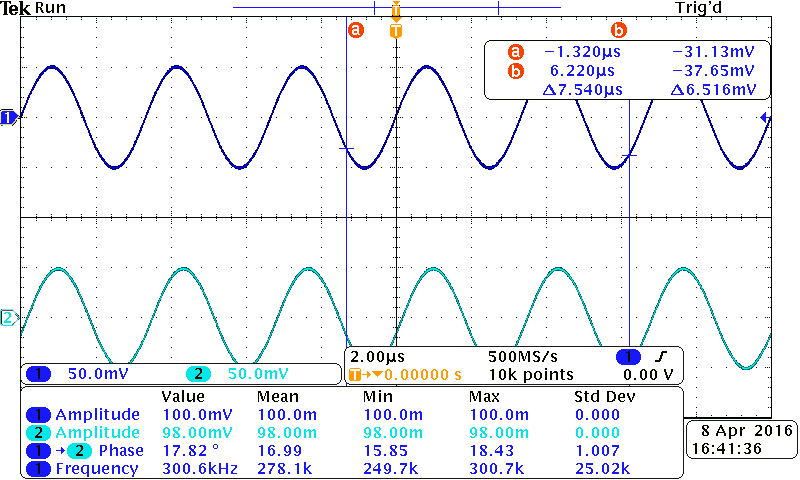 Tek Run Trig'd
T
a T b
a −1.320µs −31.13mV
b 6.220µs −37.65mV
Δ7.540µs Δ6.516mV
1
2
1 50.0mV 2 50.0mV
2.00µs 500MS/s 1
T 0.00000 s 10k points 0.00 V
Value Mean Min Max Std Dev
1 Amplitude 100.0mV 100.0m 100.0m 100.0m 0.000
2 Amplitude 98.00mV 98.00m 98.00m 98.00m 0.000
1 → 2 Phase 17.82 ° 16.99 15.85 18.43 1.007
1 Frequency 300.6kHz 278.1k 249.7k 300.7k 25.02k
8 Apr 2016
16:41:36